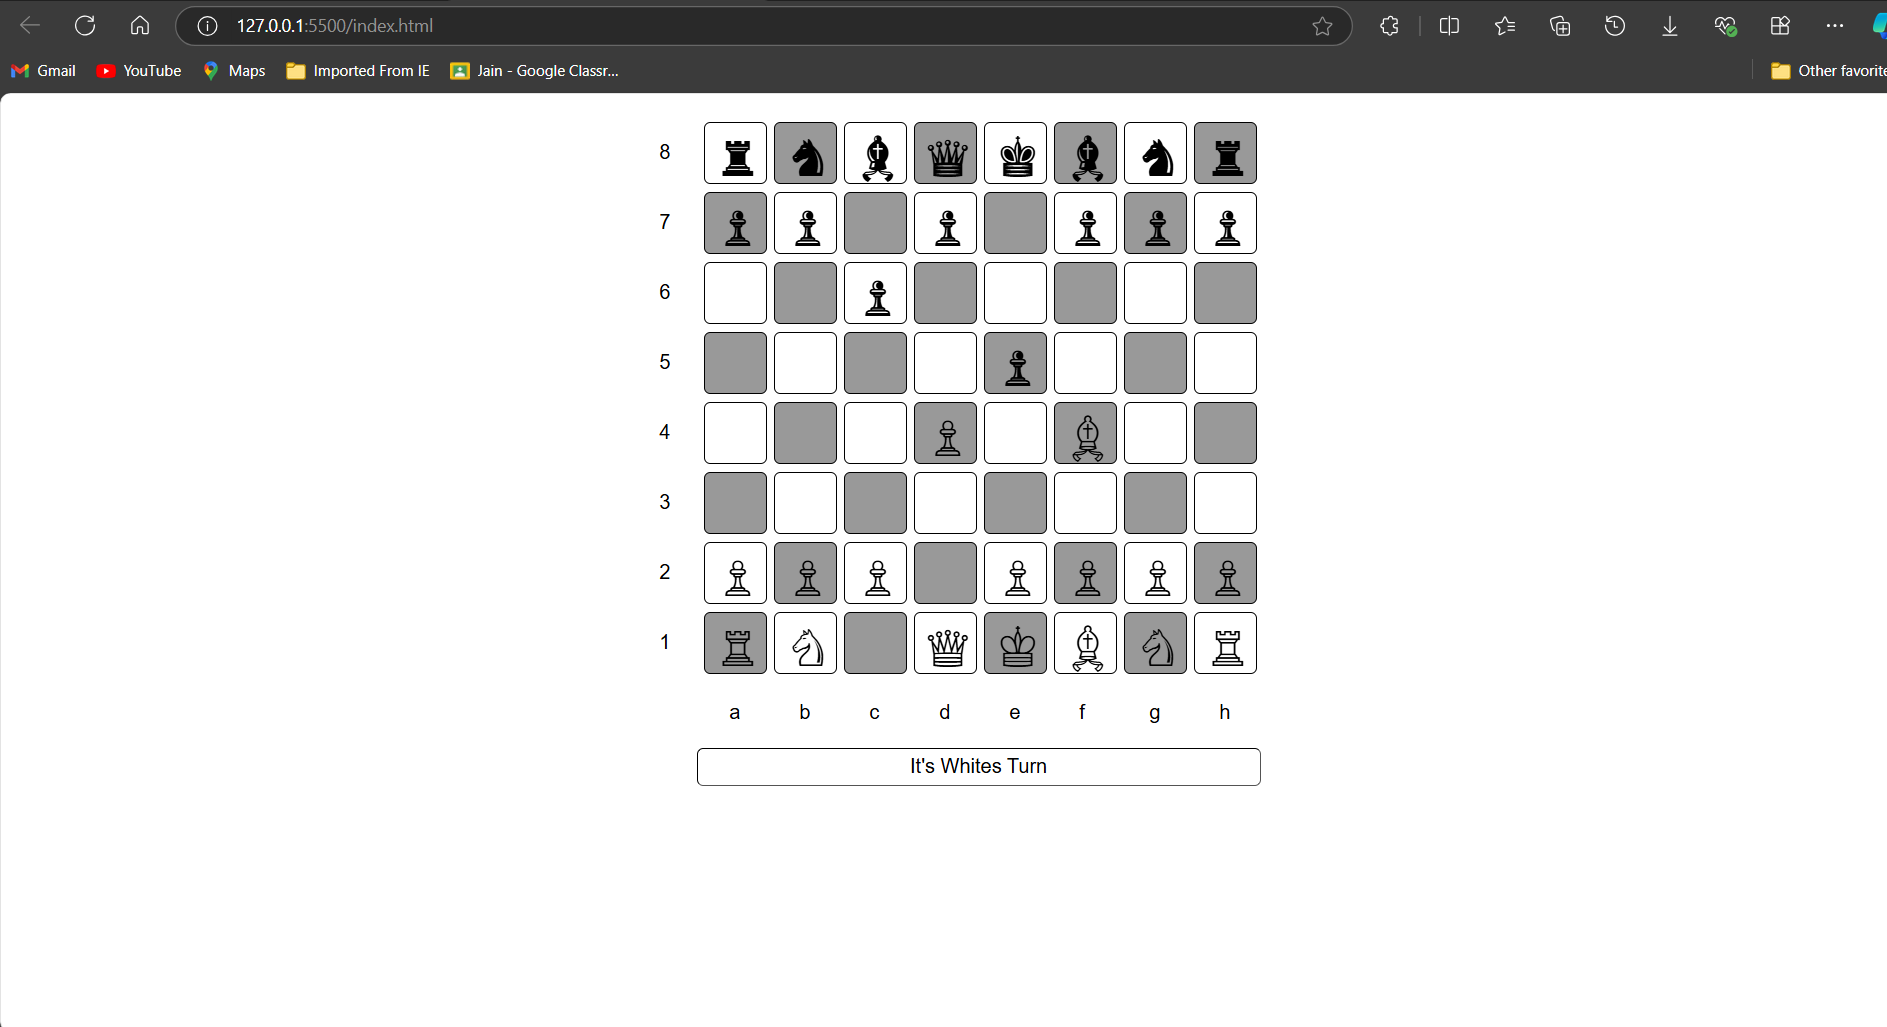 127.0.0.1:5500/index.html
Gmail YouTube Maps Imported From IE Jain - Google Classr... Other favorite
8
7
6
5
4
3
2
1
a b c d e f g h
It's Whites Turn